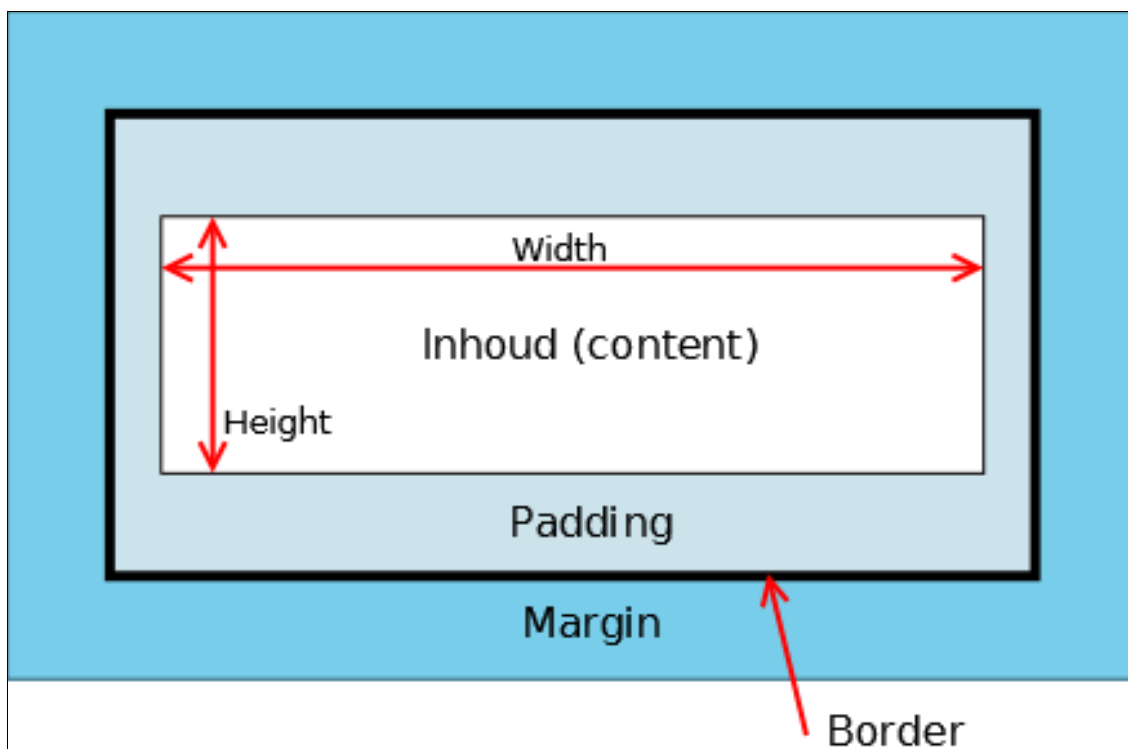 Width
Inhoud (content)
Height
Padding
Margin
Border